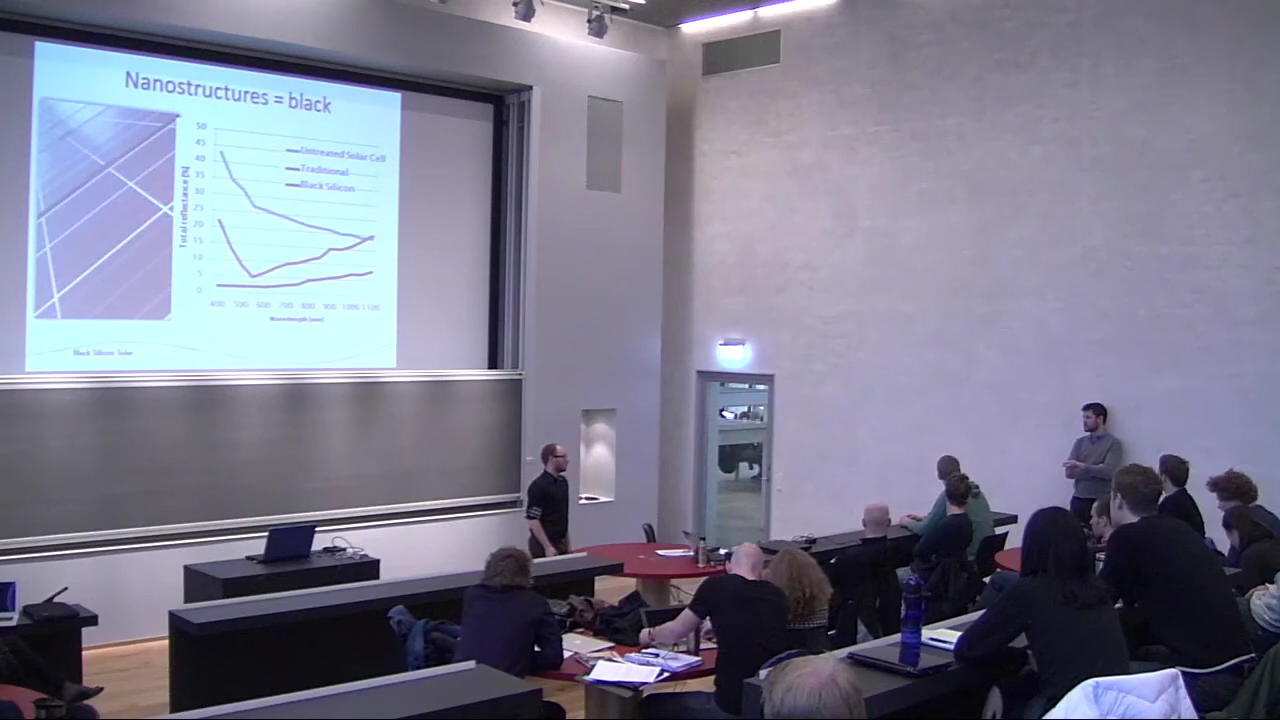 Nanostructures = black
50
45
40
35
30
25
20
15
10
5
0
Total reflectance [%]
Untreated Solar Cell
Traditional
Black Silicon
400 500 600 700 800 900 1000 1100
Wavelength [nm]
Black Silicon Solar